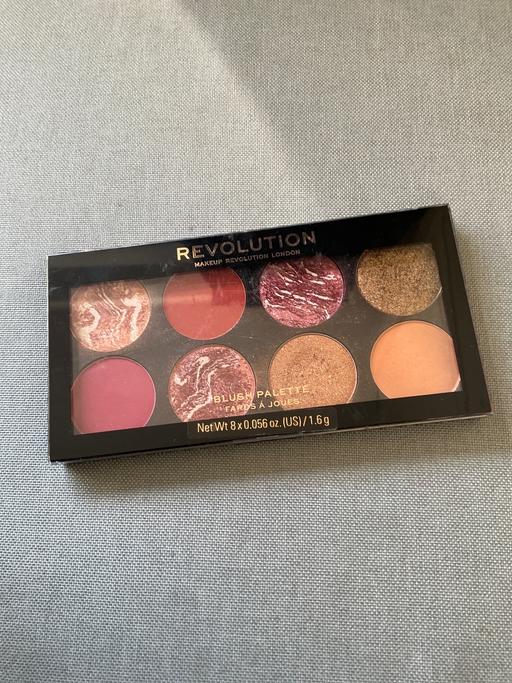 REVOLUTION
MAKEUP REVOLUTION LONDON
BLUSH PALETTE
FARDS À JOUES
Net Wt 8 x 0.056 oz. (US) / 1.6 g